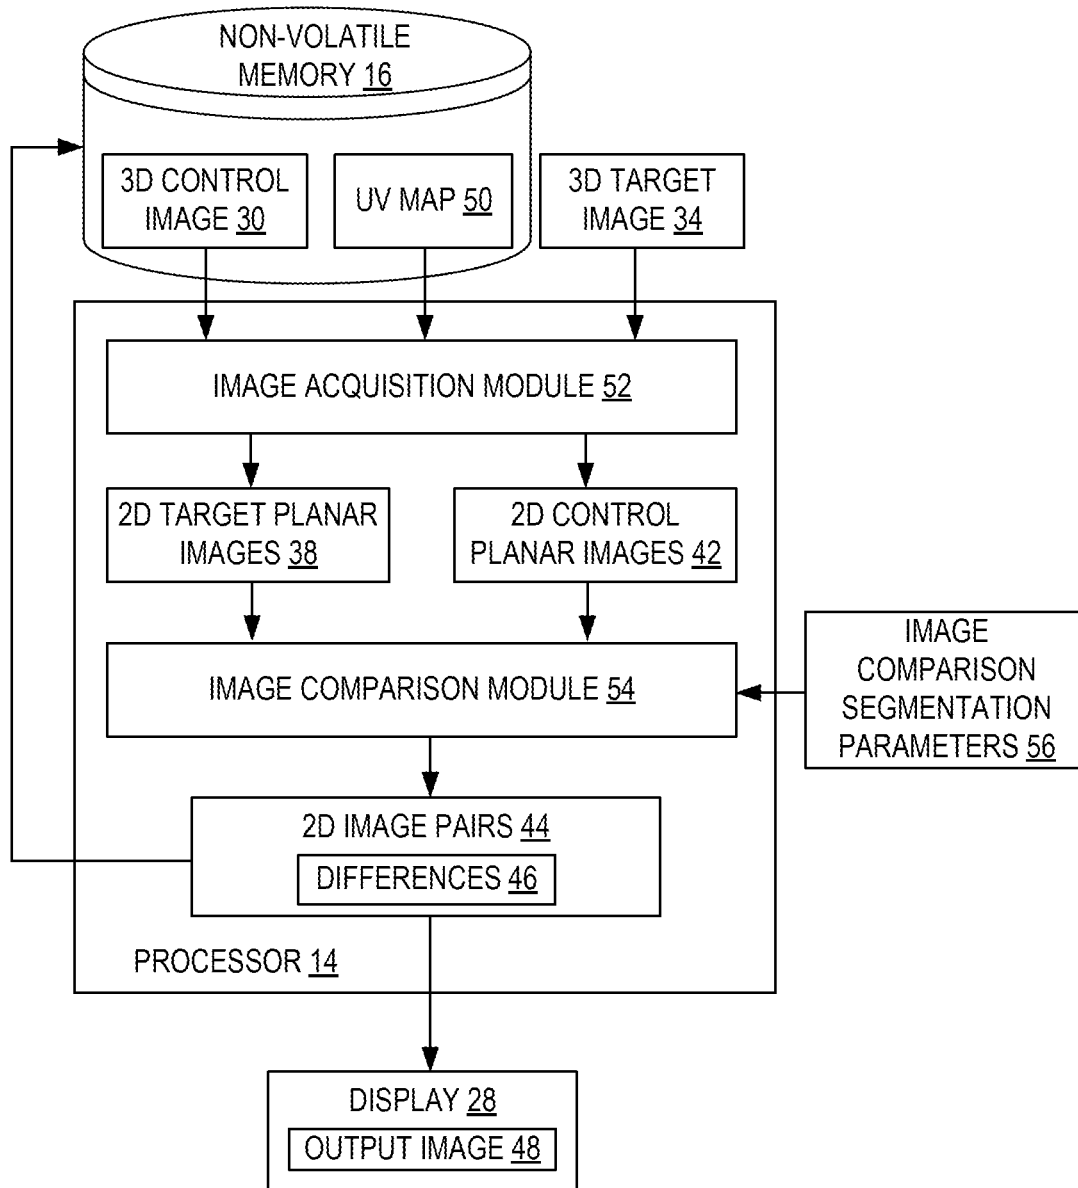 NON-VOLATILE
MEMORY 16
3D CONTROL
IMAGE 30
UV MAP 50
3D TARGET
IMAGE 34
IMAGE ACQUISITION MODULE 52
2D TARGET PLANAR
IMAGES 38
2D CONTROL
PLANAR IMAGES 42
IMAGE COMPARISON MODULE 54
IMAGE
COMPARISON
SEGMENTATION
PARAMETERS 56
2D IMAGE PAIRS 44
DIFFERENCES 46
PROCESSOR 14
DISPLAY 28
OUTPUT IMAGE 48